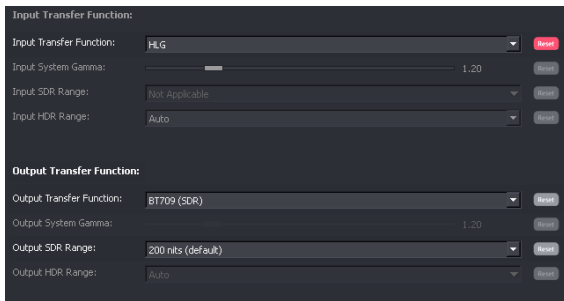 Input Transfer Function:
Input Transfer Function: HLG Reset
Input System Gamma: 1.20 Reset
Input SDR Range: Not Applicable Reset
Input HDR Range: Auto Reset
Output Transfer Function:
Output Transfer Function: BT709 (SDR) Reset
Output System Gamma: 1.20 Reset
Output SDR Range: 200 nits (default) Reset
Output HDR Range: Auto Reset